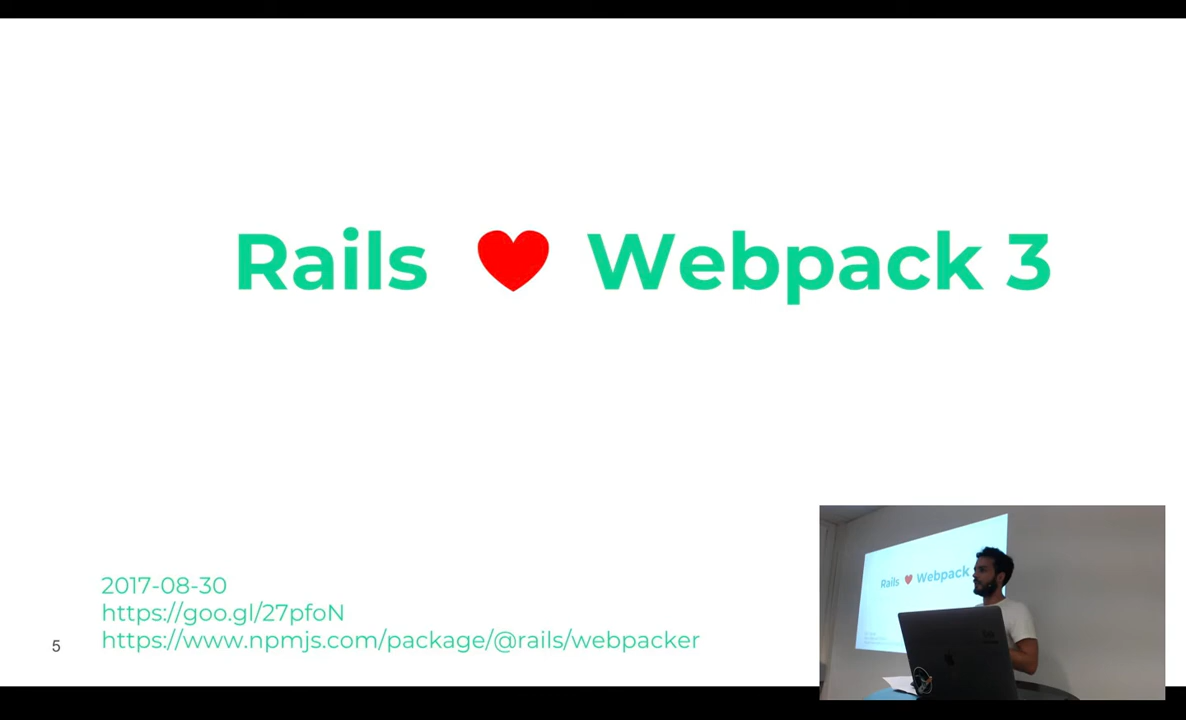 Rails ❤ Webpack 3
2017-08-30
https://goo.gl/27pfoN
https://www.npmjs.com/package/@rails/webpacker
5
Rails ❤ Webpack